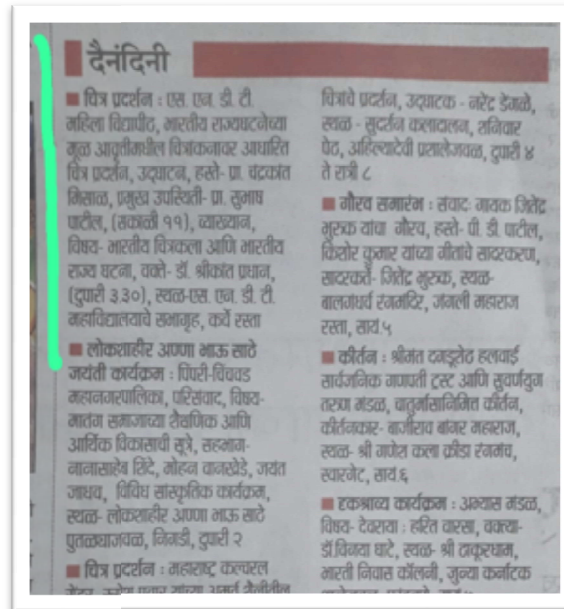 दैनंदिनी
■ चित्र प्रदर्शन : एस. एन. डी. टी.
महिला विद्यापीठ, भारतीय राज्यघटनेच्या
मूळ आवृत्तीमधील चित्रांकनावर आधारित
चित्र प्रदर्शन, उद्घाटन, हस्ते- प्रा. चंद्रकांत
मिसाळ, प्रमुख उपस्थिती- प्रा. सुभाष
पाटील, (सकाळी ११), व्याख्यान,
विषय- भारतीय चित्रकला आणि भारतीय
राज्य घटना, वक्ते- डॉ. श्रीकांत प्रधान,
(दुपारी ३.३०), स्थळ-एस. एन. डी. टी.
महाविद्यालयाचे सभागृह, कर्वे रस्ता
■ लोकशाहीर अण्णा भाऊ साठे
जयंती कार्यक्रम : पिंपरी-चिंचवड
महानगरपालिका, परिसंवाद, विषय-
मातंग समाजाच्या शैक्षणिक आणि
आर्थिक विकासाची सूत्रे, सहभाग-
नानासाहेब शिंदे, मोहन वानखेडे, जयंत
जाधव, विविध सांस्कृतिक कार्यक्रम,
स्थळ- लोकशाहीर अण्णा भाऊ साठे
पुतळ्याजवळ, निगडी, दुपारी २
■ चित्र प्रदर्शन : महाराष्ट्र कल्चरल
चित्रांचे प्रदर्शन, उद्घाटक - नरेंद्र डेंगळे,
स्थळ - सुदर्शन कलादालन, शनिवार
पेठ, अहिल्यादेवी प्रशालेजवळ, दुपारी ४
ते रात्री ८
■ गौरव समारंभ : संवाद: गायक जितेंद्र
भुरुक यांचा गौरव, हस्ते- पी. डी. पाटील,
किशोर कुमार यांच्या गीतांचे सादरकरण,
सादरकर्ते- जितेंद्र भुरुक, स्थळ-
बालगंधर्व रंगमंदिर, जंगली महाराज
रस्ता, सायं.५
■ कीर्तन : श्रीमंत दगडूशेठ हलवाई
सार्वजनिक गणपती ट्रस्ट आणि सुवर्णयुग
तरुण मंडळ, चातुर्मासानिमित्त कीर्तन,
कीर्तनकार- बाजीराव बांगर महाराज,
स्थळ- श्री गणेश कला क्रीडा रंगमंच,
स्वारगेट, सायं.६
■ दृकश्राव्य कार्यक्रम : अभ्यास मंडळ,
विषय- देवराया : हरित वारसा, वक्त्या-
डॉ.विनया घाटे, स्थळ- श्री ठाकूरधाम,
भारती निवास कॉलनी, जुन्या कर्नाटक